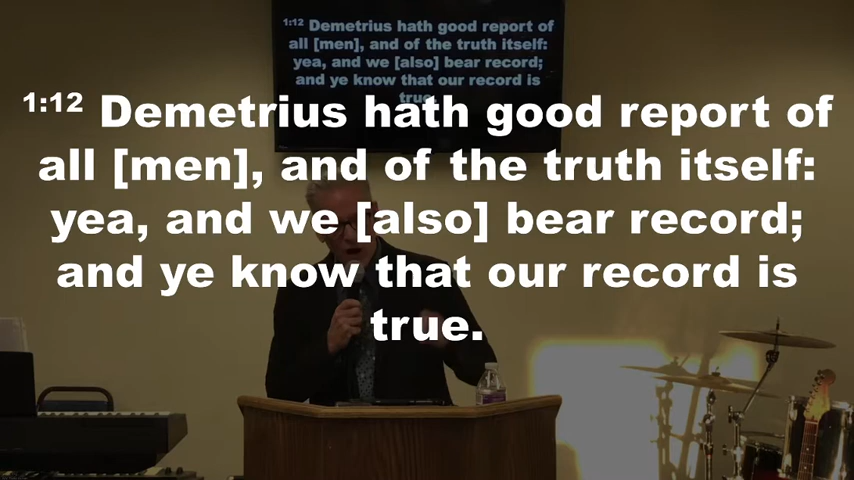 1:12 Demetrius hath good report of
all [men], and of the truth itself:
yea, and we [also] bear record;
and ye know that our record is
true.
1:12 Demetrius hath good report of
all [men], and of the truth itself:
yea, and we [also] bear record;
and ye know that our record is
true.